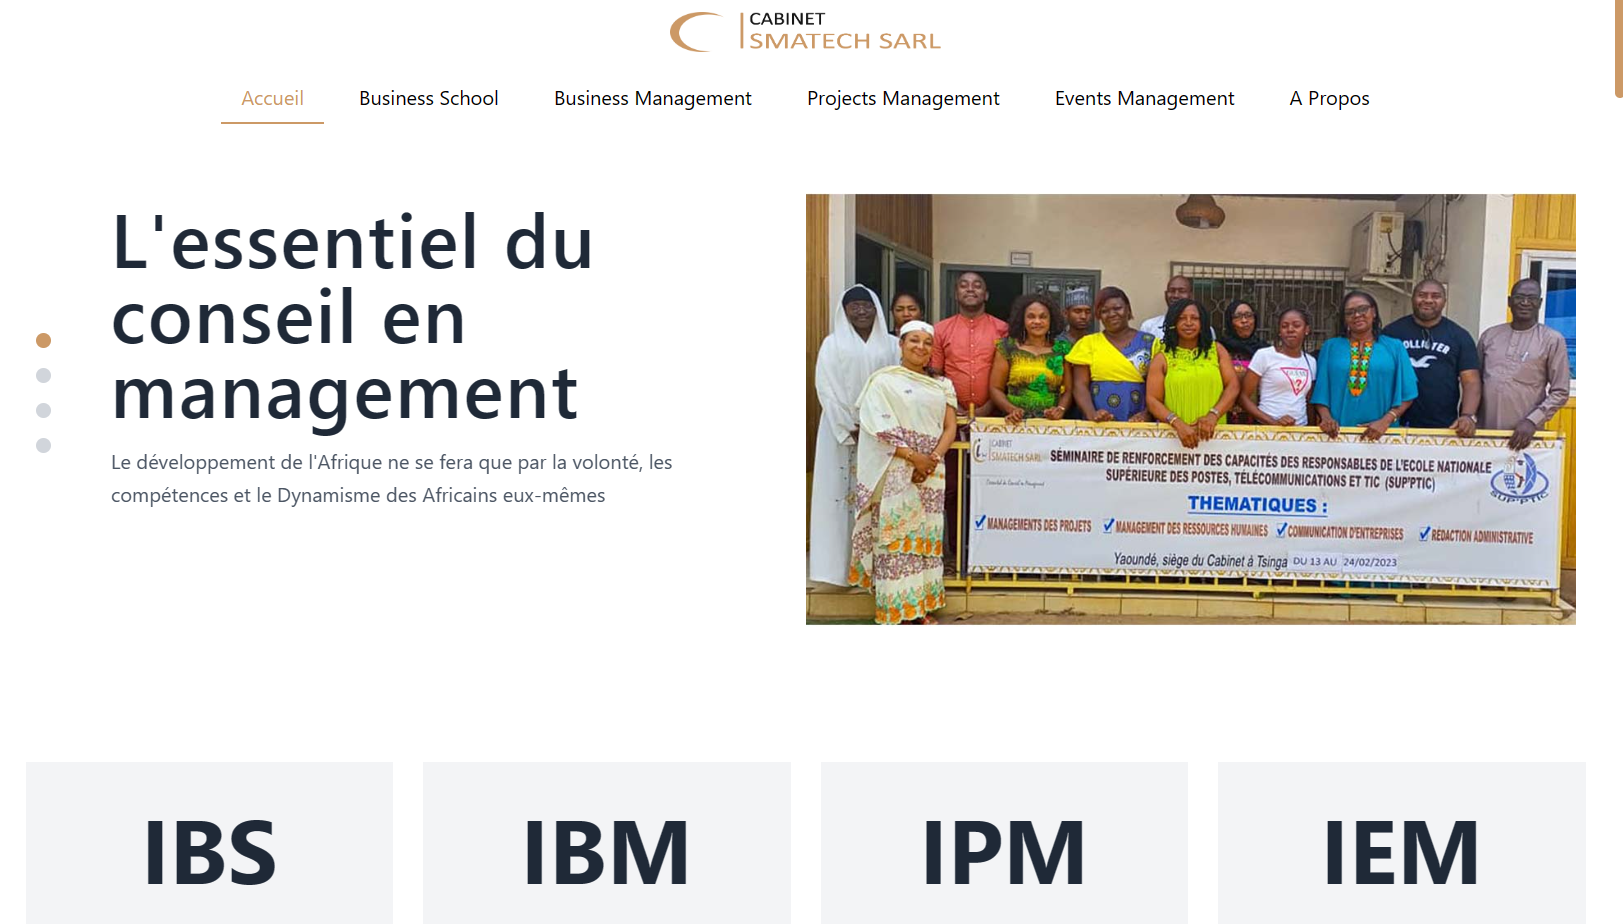 CABINET
SMATECH SARL
Accueil
Business School
Business Management
Projects Management
Events Management
A Propos
L'essentiel du
conseil en
management
Le développement de l'Afrique ne se fera que par la volonté, les
compétences et le Dynamisme des Africains eux-mêmes
CABINET
SMATECH SARL
SÉMINAIRE DE RENFORCEMENT DES CAPACITÉS DES RESPONSABLES DE L'ECOLE NATIONALE
SUPÉRIEURE DES POSTES, TÉLÉCOMMUNICATIONS ET TIC (SUP'PTIC)
SUP'PTIC
THEMATIQUES :
MANAGEMENTS DES PROJETS
MANAGEMENT DES RESSOURCES HUMAINES
COMMUNICATION D'ENTREPRISES
RÉDACTION ADMINISTRATIVE
Yaoundé, siège du Cabinet à Tsinga DU 13 AU 24/02/2023
IBS
IBM
IPM
IEM